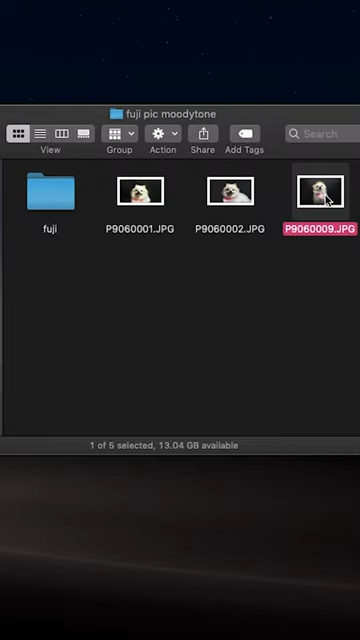 fuji pic moodytone
Search
View
Group
Action
Share
Add Tags
fuji
P9060001.JPG
P9060002.JPG
P9060009.JPG
1 of 5 selected, 13.04 GB available